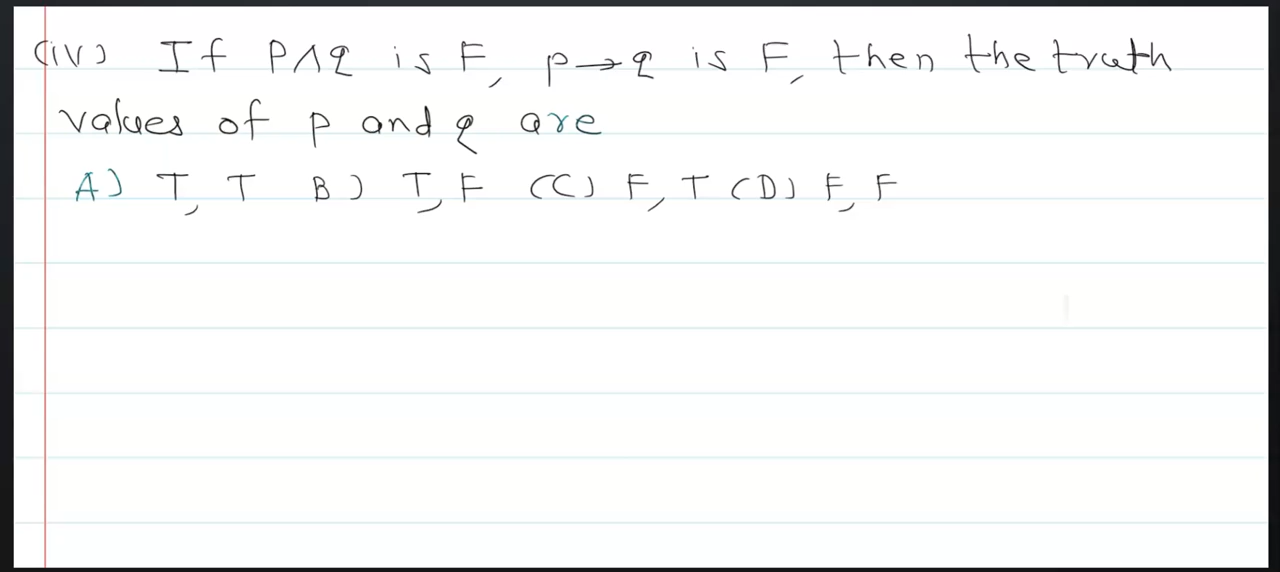 (iv) If P∧q is F, p→q is F, then the truth
values of p and q are
A) T, T B) T, F (C) F, T (D) F, F